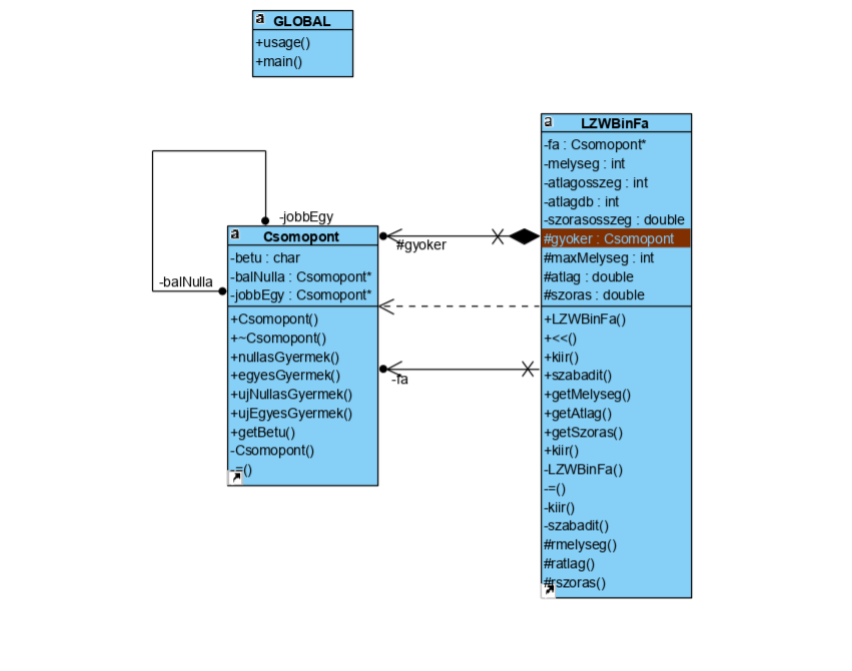 a GLOBAL
+usage()
+main()
-jobbEgy
-balNulla
a
Csomopont
-betu : char
-balNulla : Csomopont*
-jobbEgy : Csomopont*
+Csomopont()
+~Csomopont()
+nullasGyermek()
+egyesGyermek()
+ujNullasGyermek()
+ujEgyesGyermek()
+getBetu()
-Csomopont()
-=()
#gyoker
-fa
a
LZWBinFa
-fa : Csomopont*
-melyseg : int
-atlagosszeg : int
-atlagdb : int
-szorasosszeg : double
#gyoker : Csomopont
#maxMelyseg : int
#atlag : double
#szoras : double
+LZWBinFa()
+<<()
+kiir()
+szabadit()
+getMelyseg()
+getAtlag()
+getSzoras()
+kiir()
-LZWBinFa()
-=()
-kiir()
-szabadit()
#rmelyseg()
#ratlag()
#rszoras()